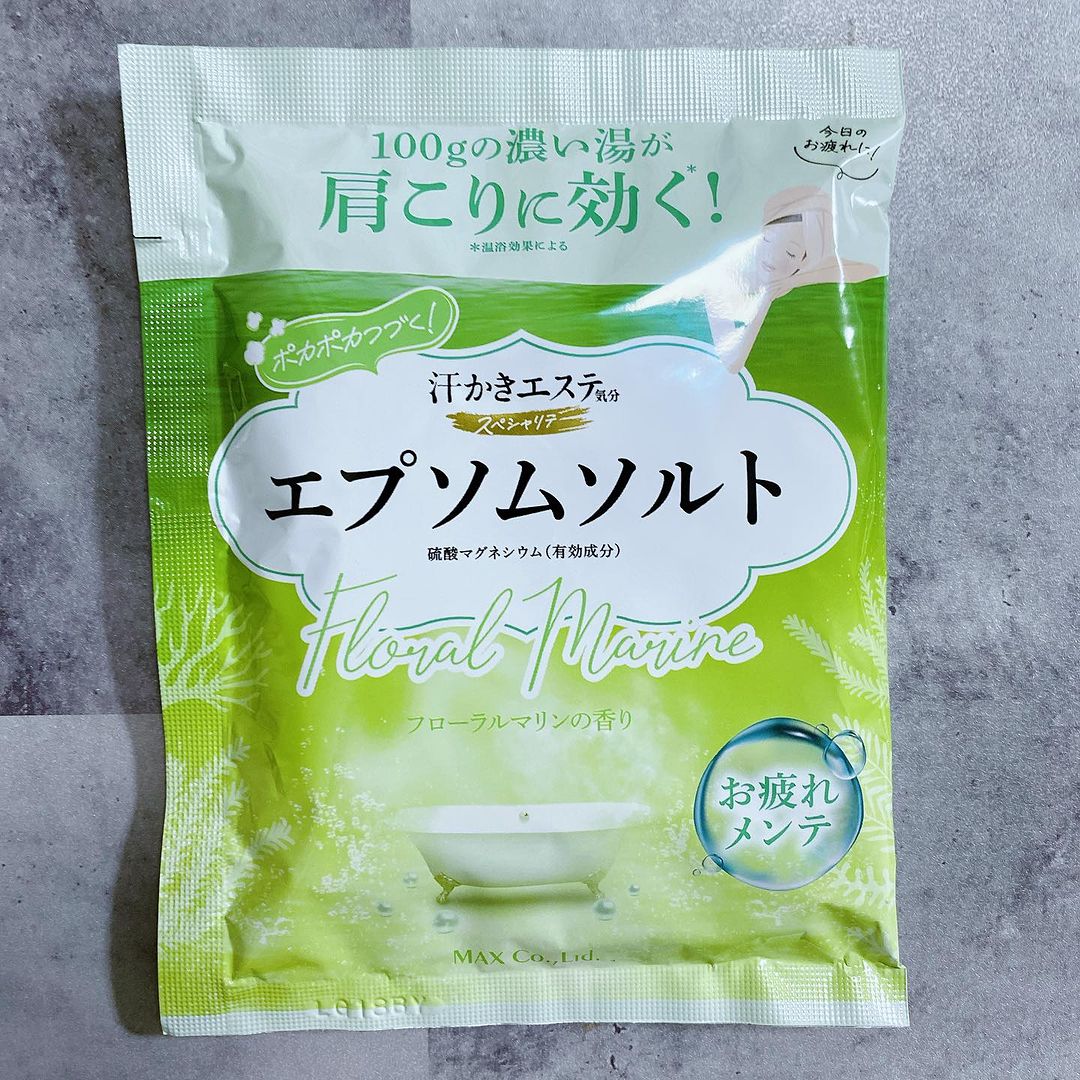 100gの濃い湯が
肩こりに効く*!
*温浴効果による
今日の
お疲れに!
ポカポカつづく!
汗かきエステ気分
スペシャリテ
エプソムソルト
硫酸マグネシウム(有効成分)
Floral Marine
フローラルマリンの香り
お疲れ
メンテ
MAX Co.,Ltd.
LG13BY